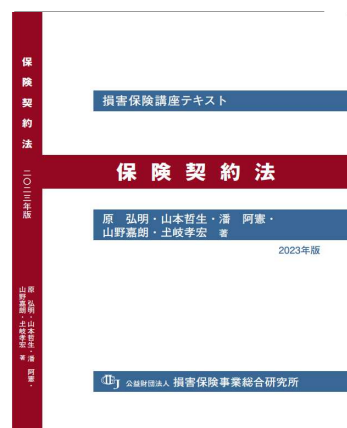 保険契約法
二〇二三年版
原 弘明・山本哲生・潘 阿憲・
山野嘉朗・土岐孝宏 著
損害保険講座テキスト
保険契約法
原 弘明・山本哲生・潘 阿憲・
山野嘉朗・土岐孝宏 著
2023年版
公益財団法人 損害保険事業総合研究所